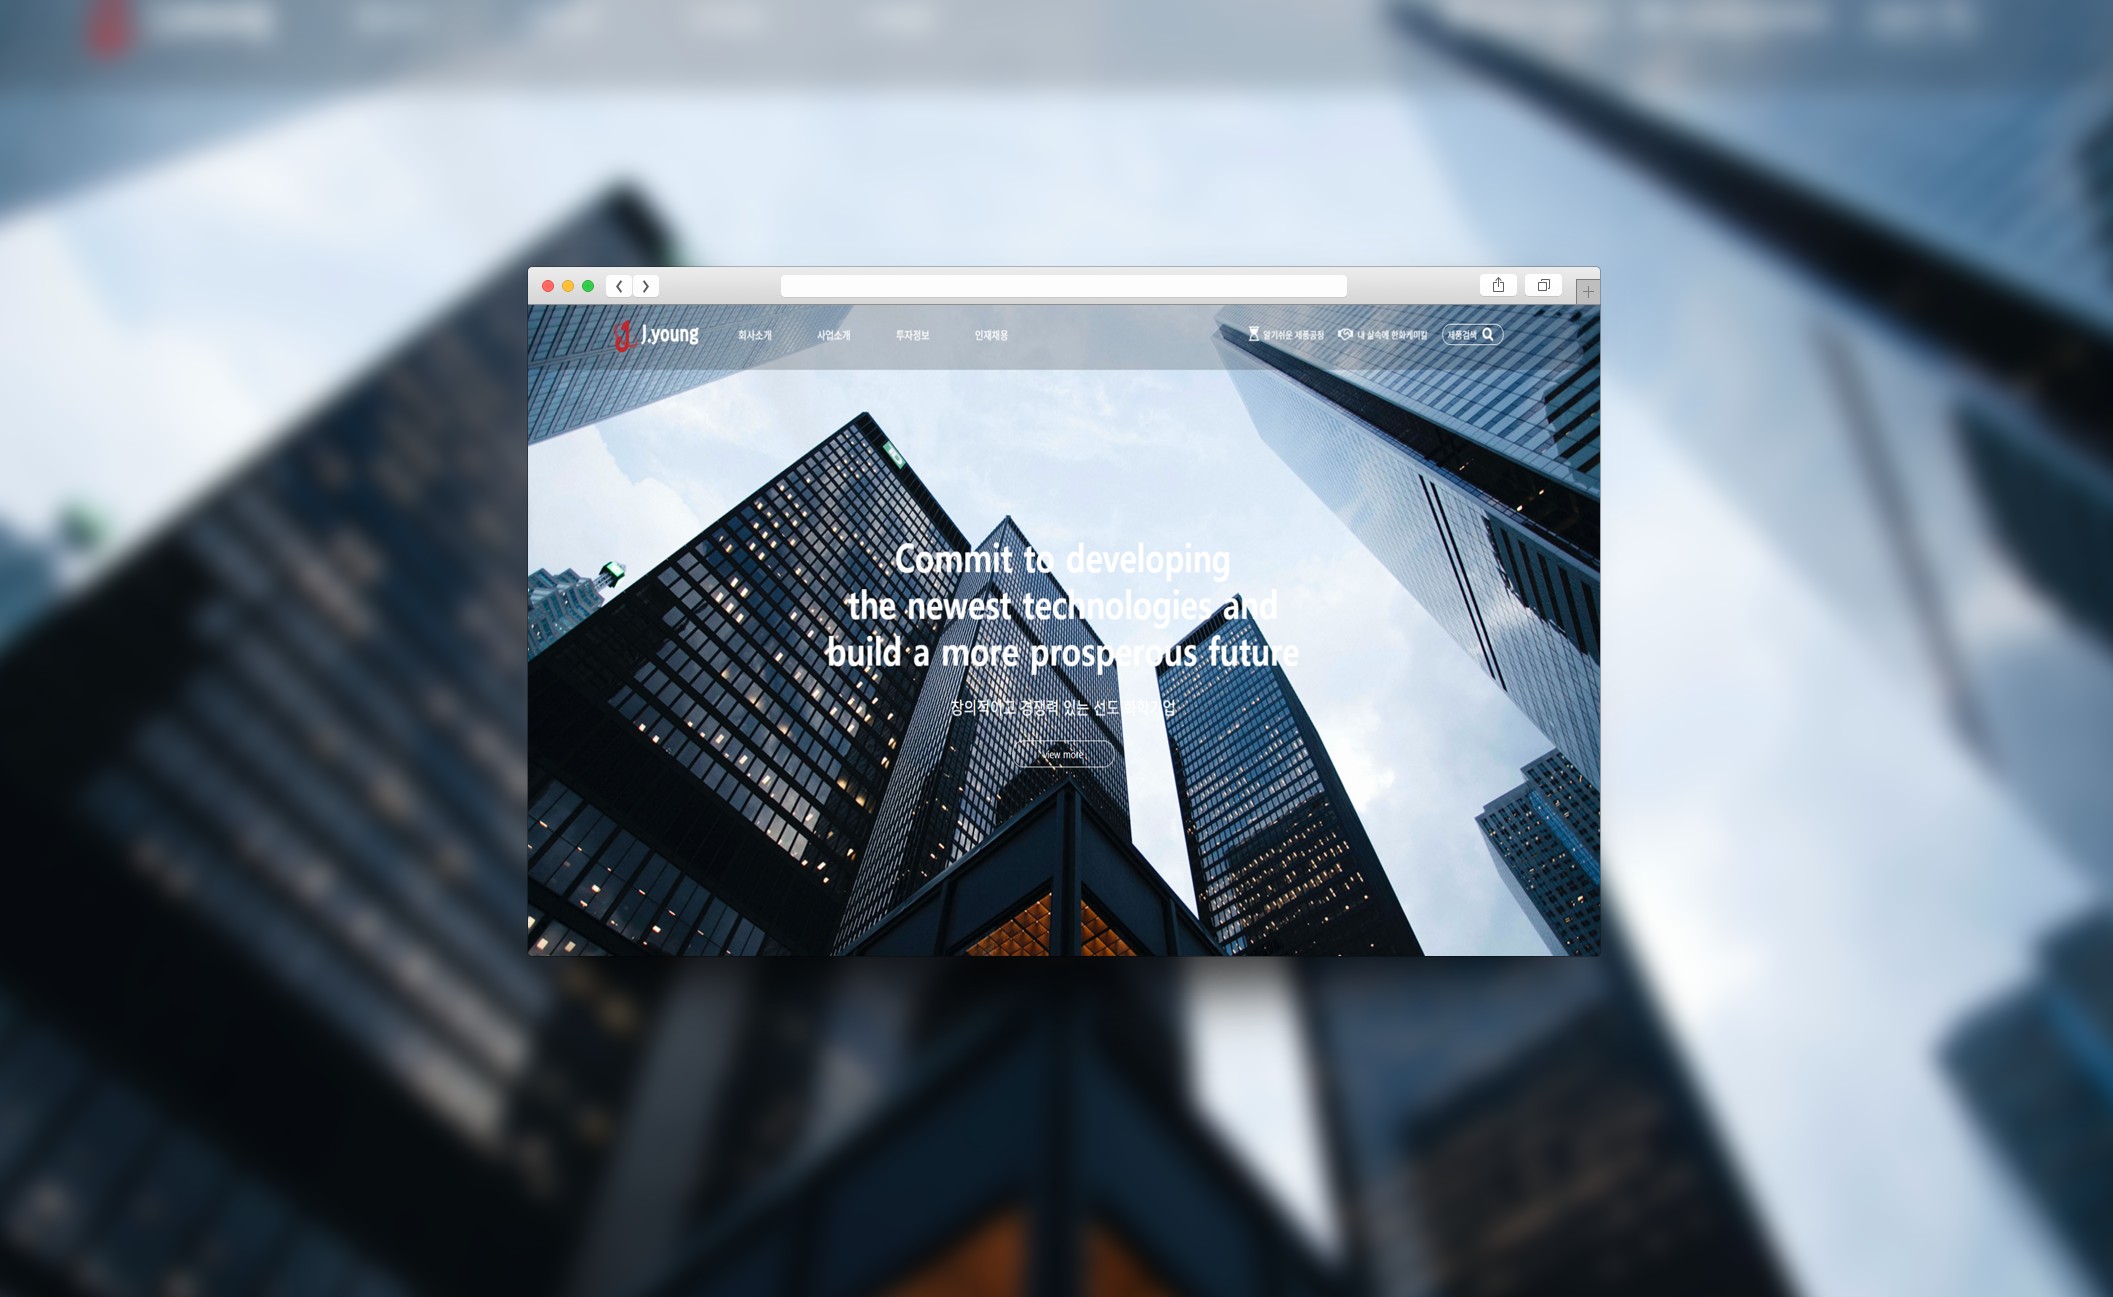 J.young
회사소개 사업소개 투자정보 인재채용
알기쉬운 제품공정 내 삶속에 한화케미칼 제품검색
Commit to developing
the newest technologies and
build a more prosperous future
창의적이고 경쟁력 있는 선도 화학기업
view more